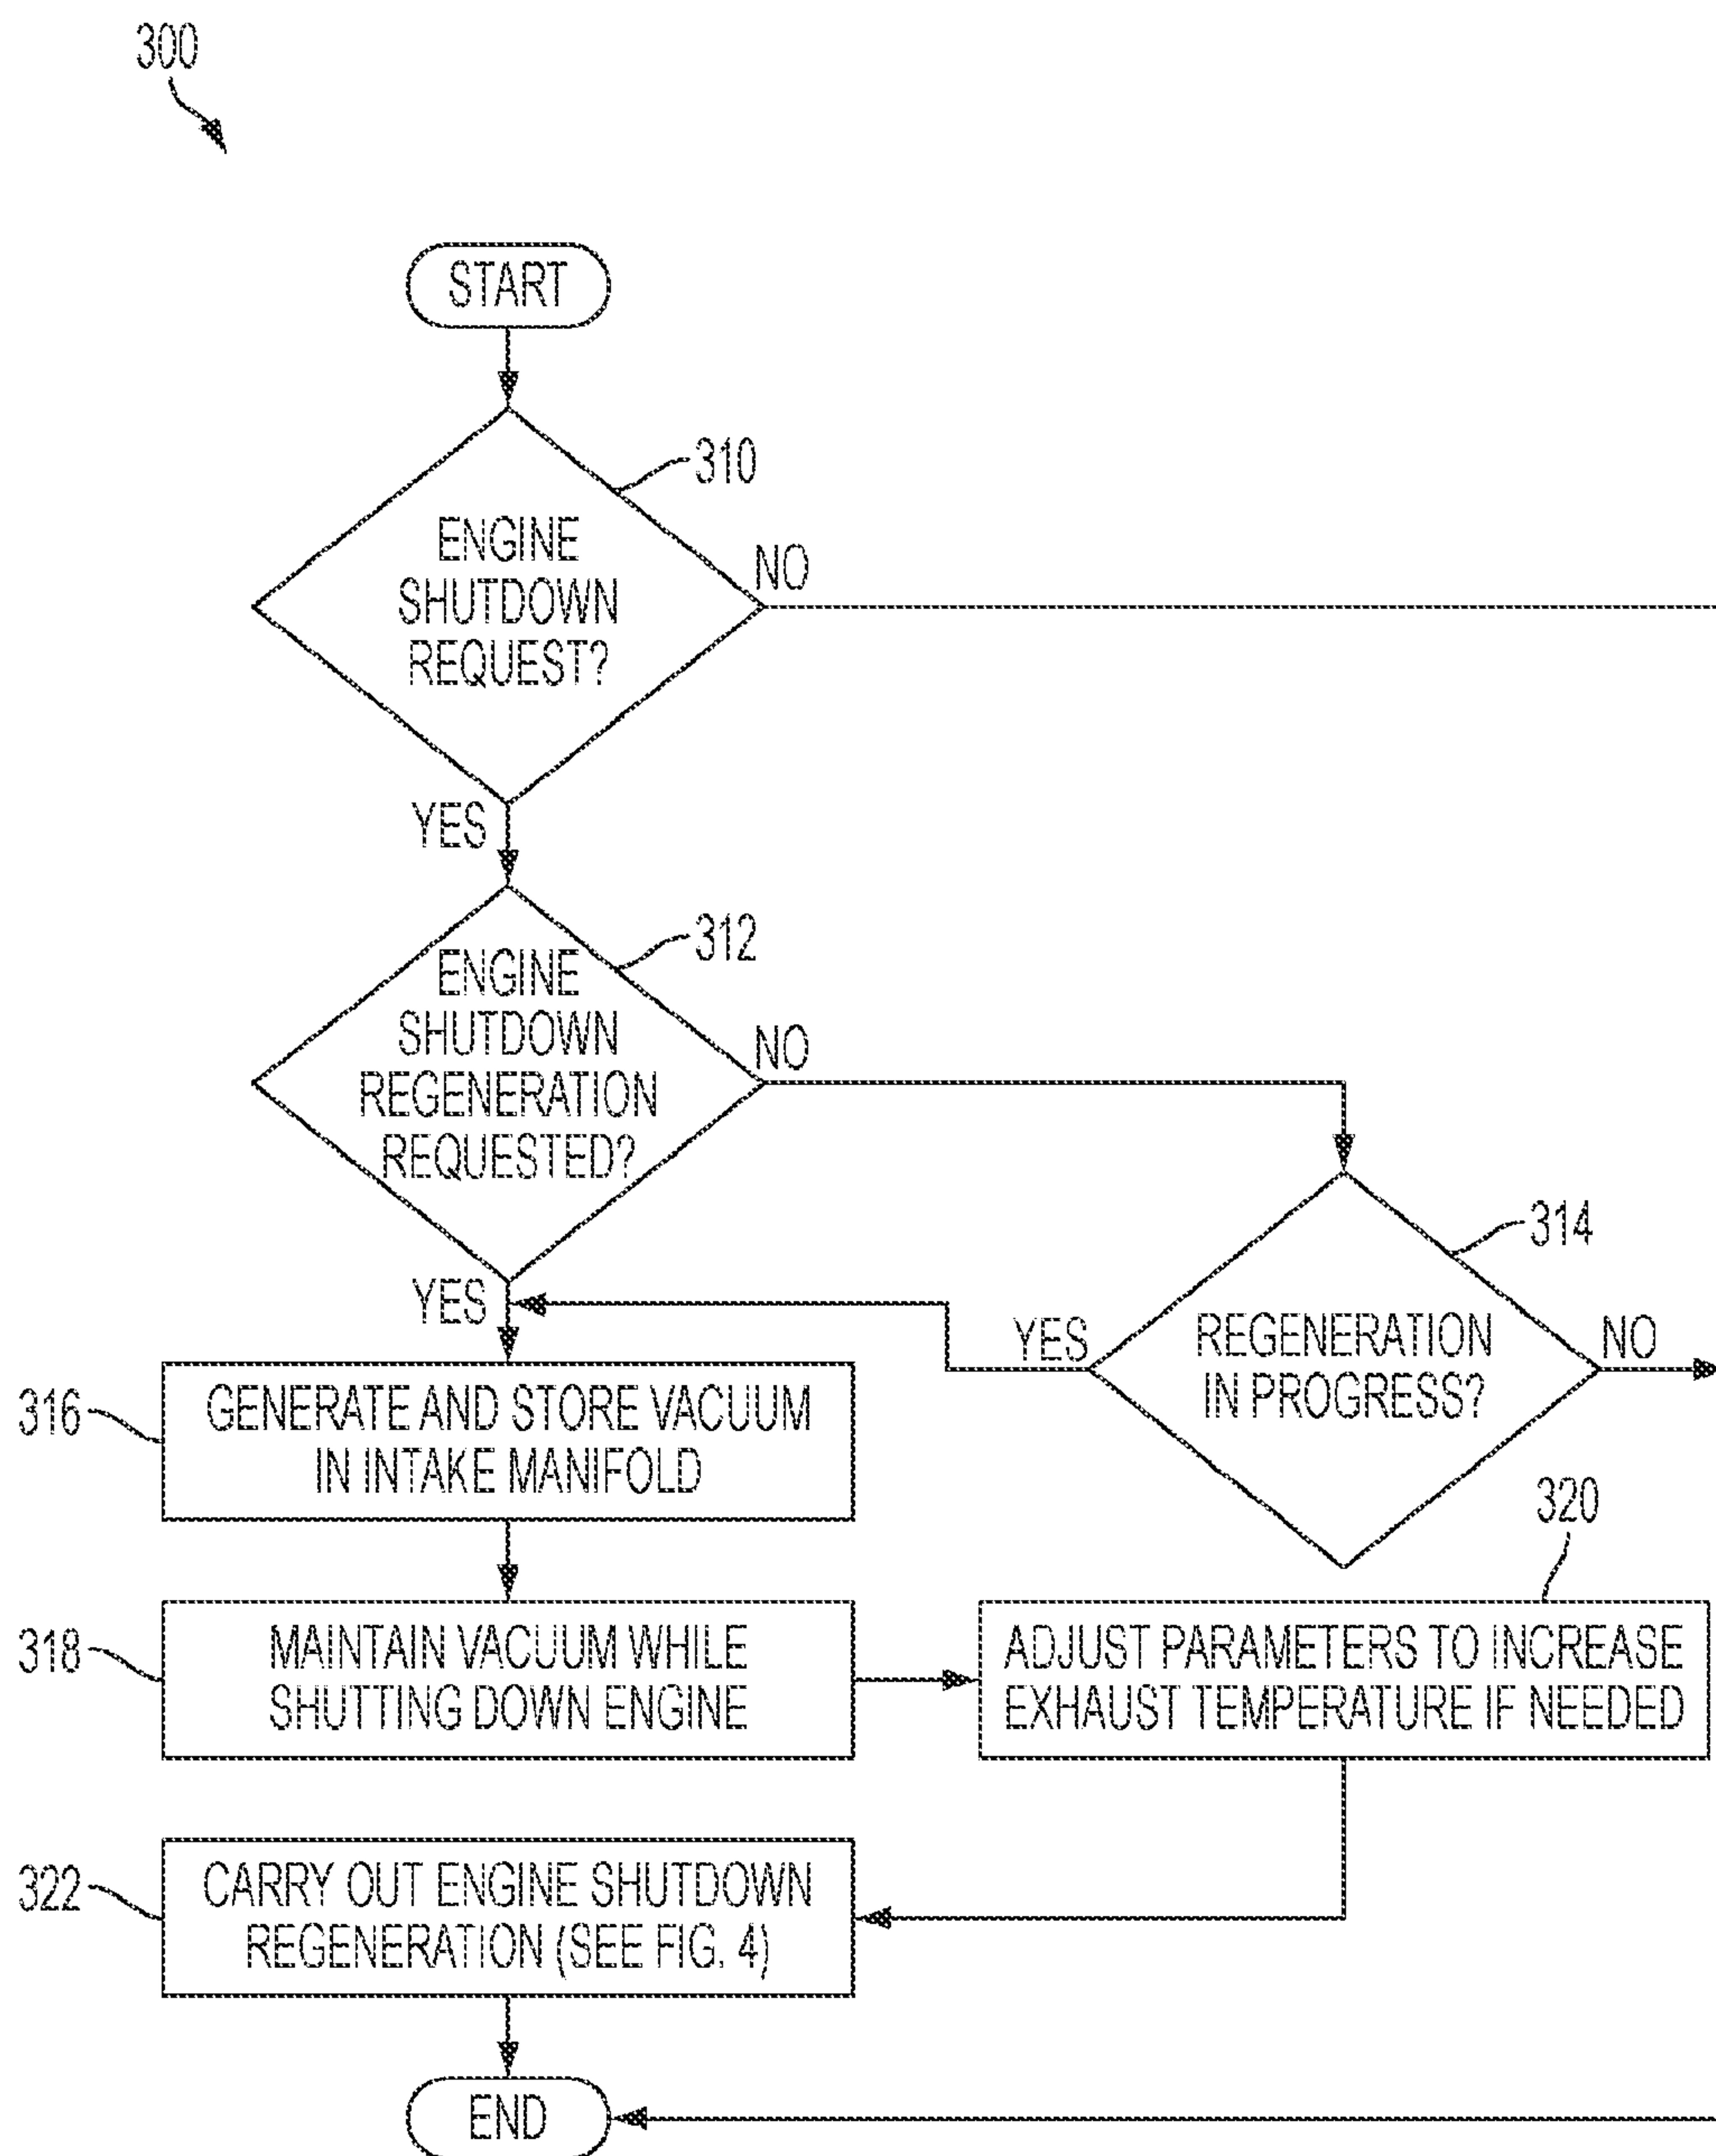 300
START
310
ENGINE
SHUTDOWN
REQUEST?
NO
YES
312
ENGINE
SHUTDOWN
REGENERATION
REQUESTED?
NO
YES
314
REGENERATION
IN PROGRESS?
YES
NO
316
GENERATE AND STORE VACUUM
IN INTAKE MANIFOLD
318
MAINTAIN VACUUM WHILE
SHUTTING DOWN ENGINE
320
ADJUST PARAMETERS TO INCREASE
EXHAUST TEMPERATURE IF NEEDED
322
CARRY OUT ENGINE SHUTDOWN
REGENERATION (SEE FIG. 4)
END